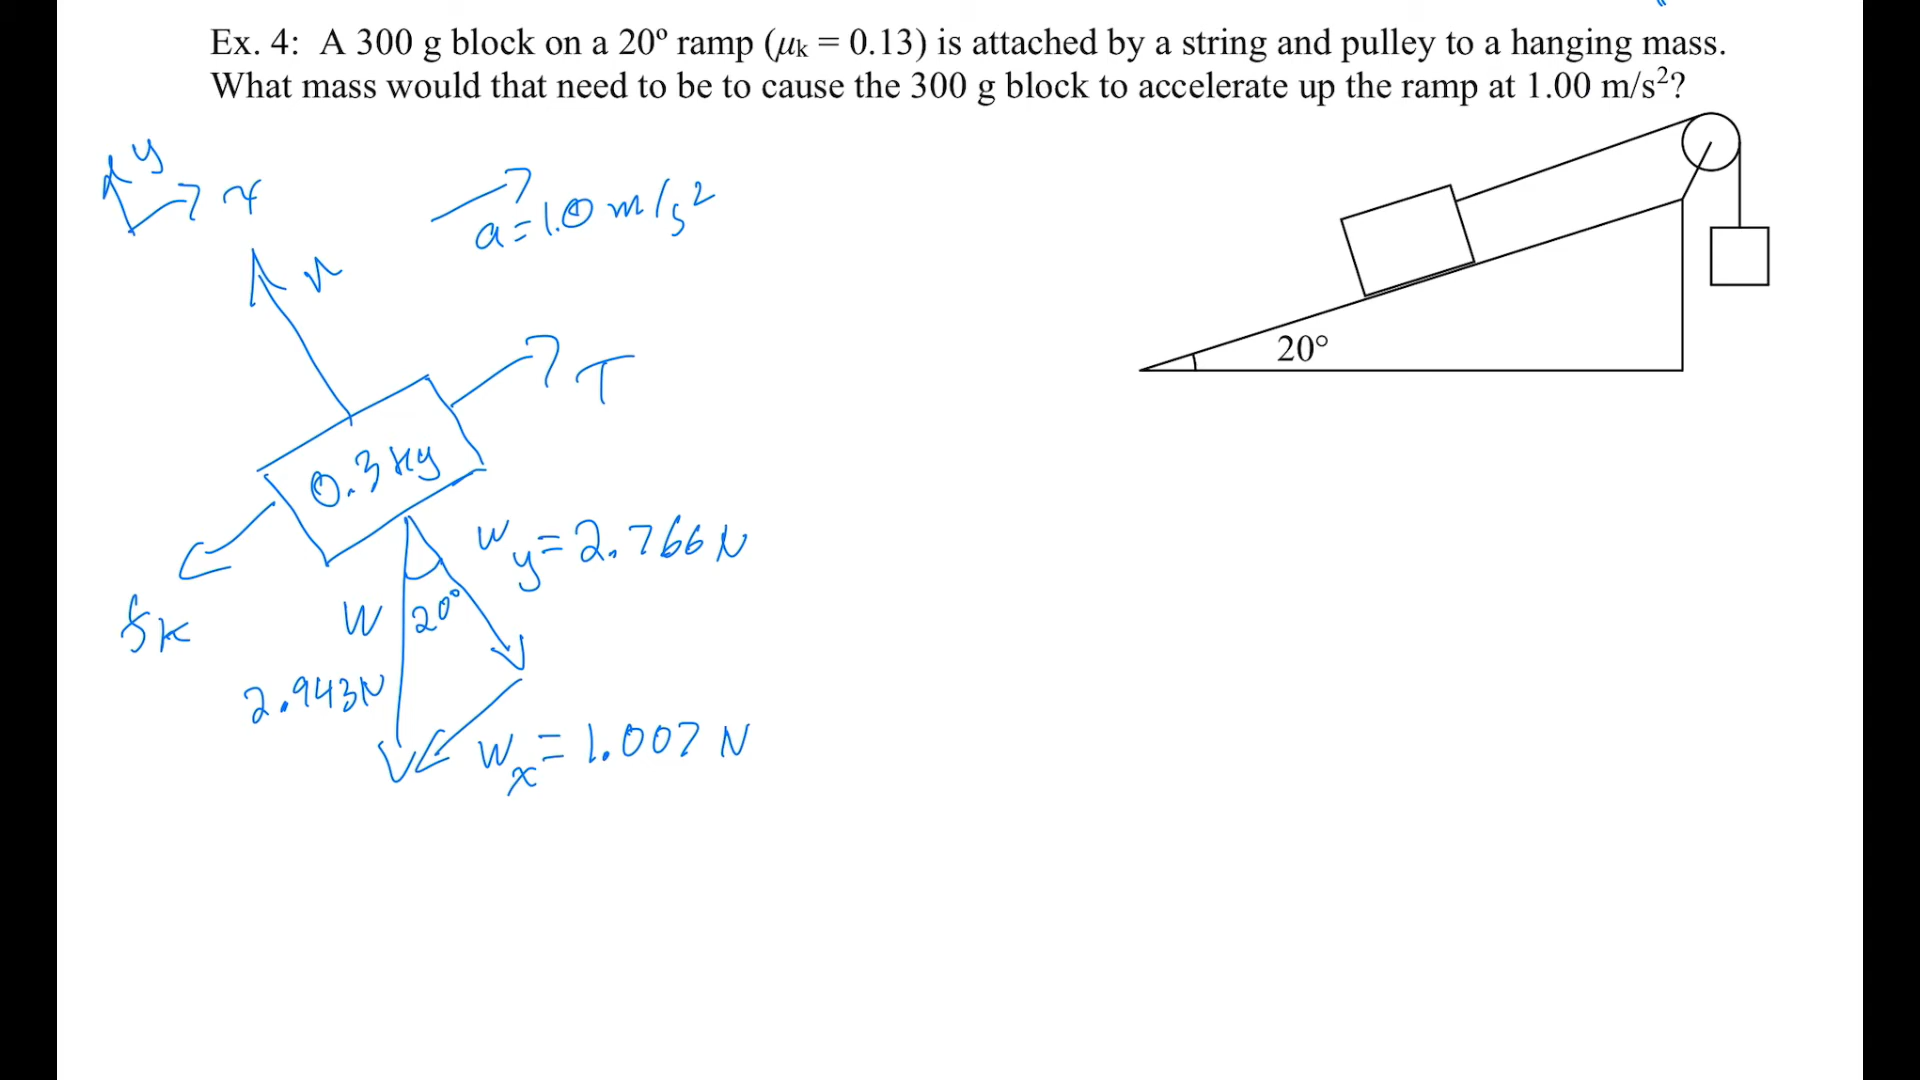 Ex. 4: A 300 g block on a 20º ramp (μk = 0.13) is attached by a string and pulley to a hanging mass.
What mass would that need to be to cause the 300 g block to accelerate up the ramp at 1.00 m/s²?
y
x
a = 1.0 m/s²
n
T
20°
0.3 kg
fk
Wy = 2.766 N
W
20°
2.943 N
Wx = 1.007 N